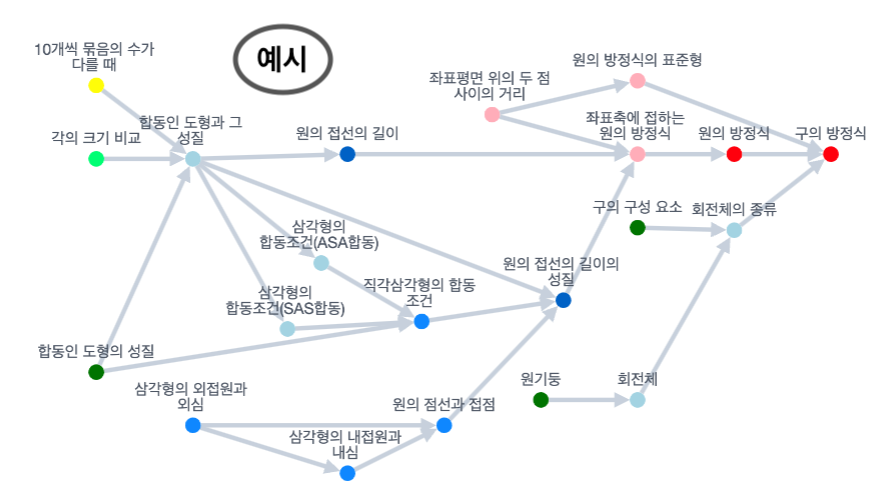 10개씩 묶음의 수가
다를 때
예시
원의 방정식의 표준형
좌표평면 위의 두 점
사이의 거리
합동인 도형과 그
성질
각의 크기 비교
원의 접선의 길이
좌표축에 접하는
원의 방정식
원의 방정식
구의 방정식
삼각형의
합동조건(ASA합동)
구의 구성 요소
회전체의 종류
원의 접선의 길이의
성질
직각삼각형의 합동
조건
삼각형의
합동조건(SAS합동)
합동인 도형의 성질
삼각형의 외접원과
외심
원의 점선과 접점
원기둥
회전체
삼각형의 내접원과
내심